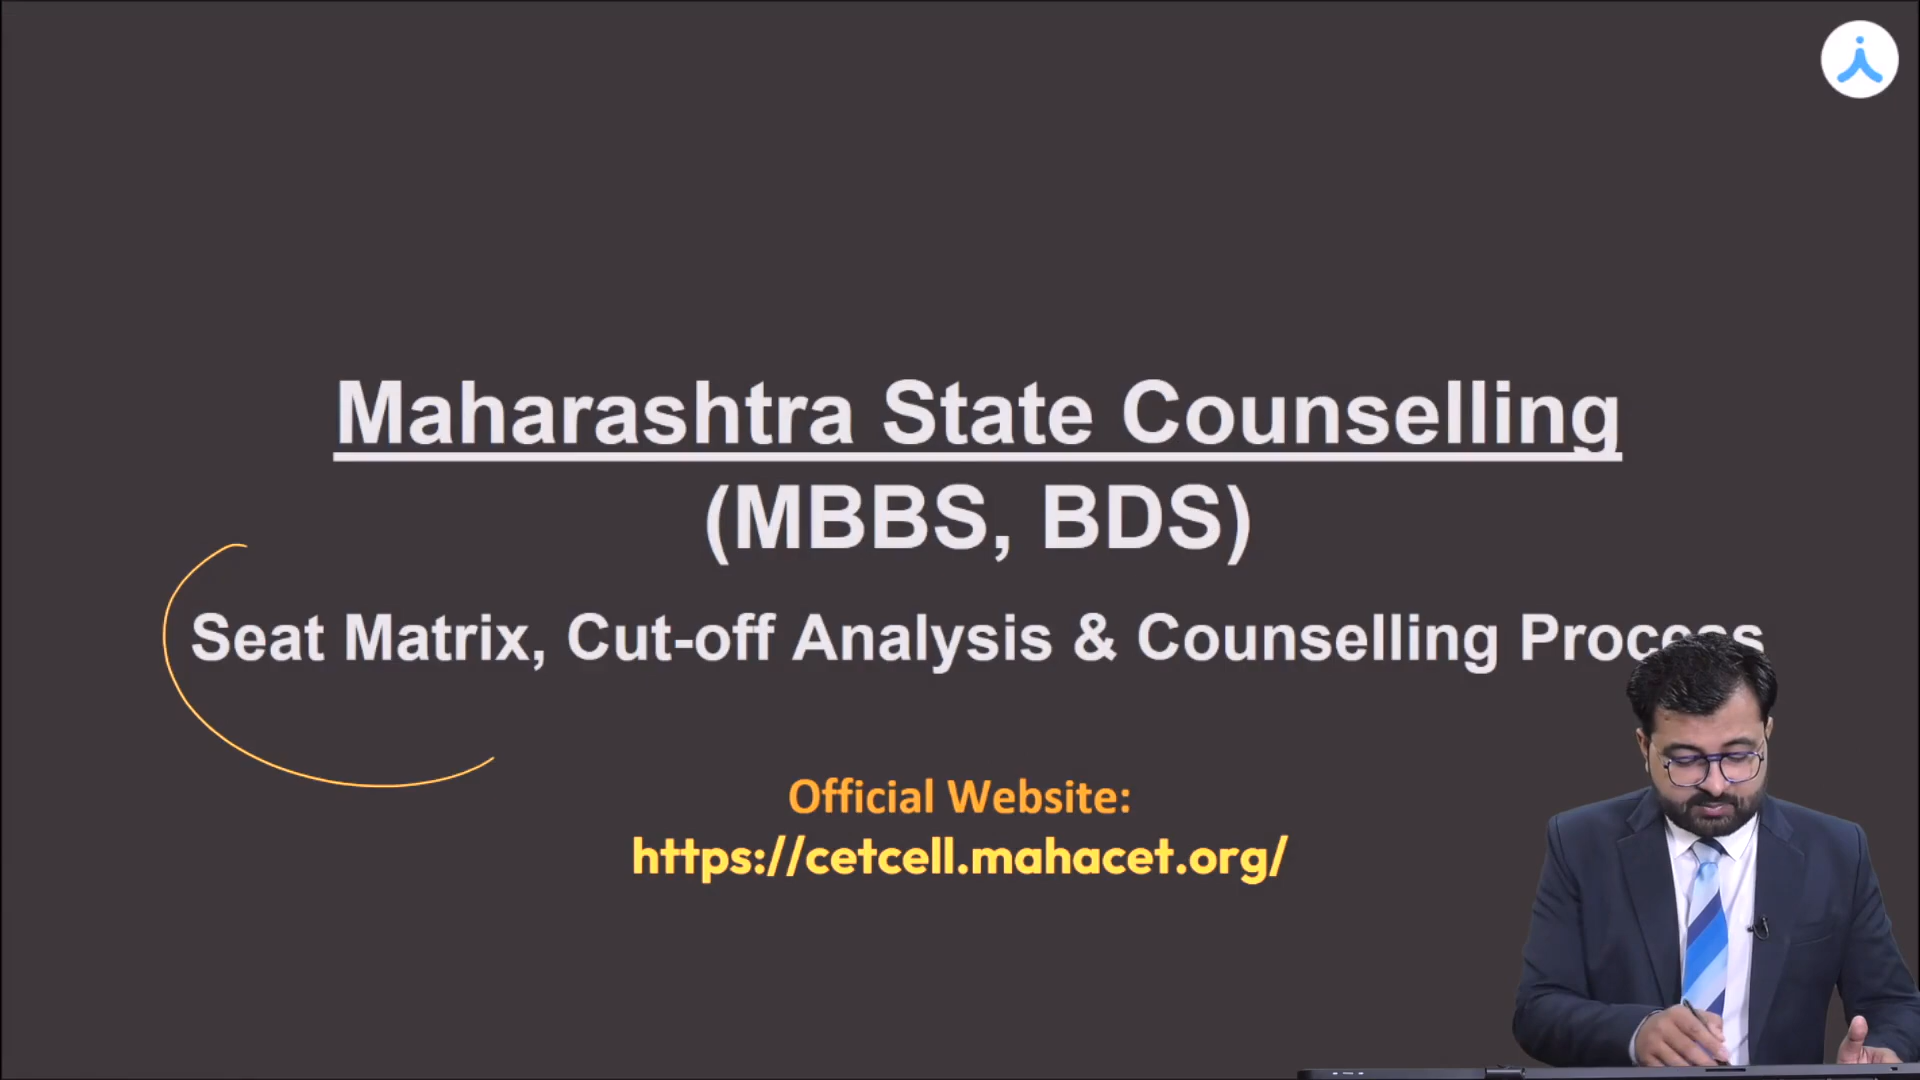 Maharashtra State Counselling
(MBBS, BDS)
Seat Matrix, Cut-off Analysis & Counselling Process
Official Website:
https://cetcell.mahacet.org/